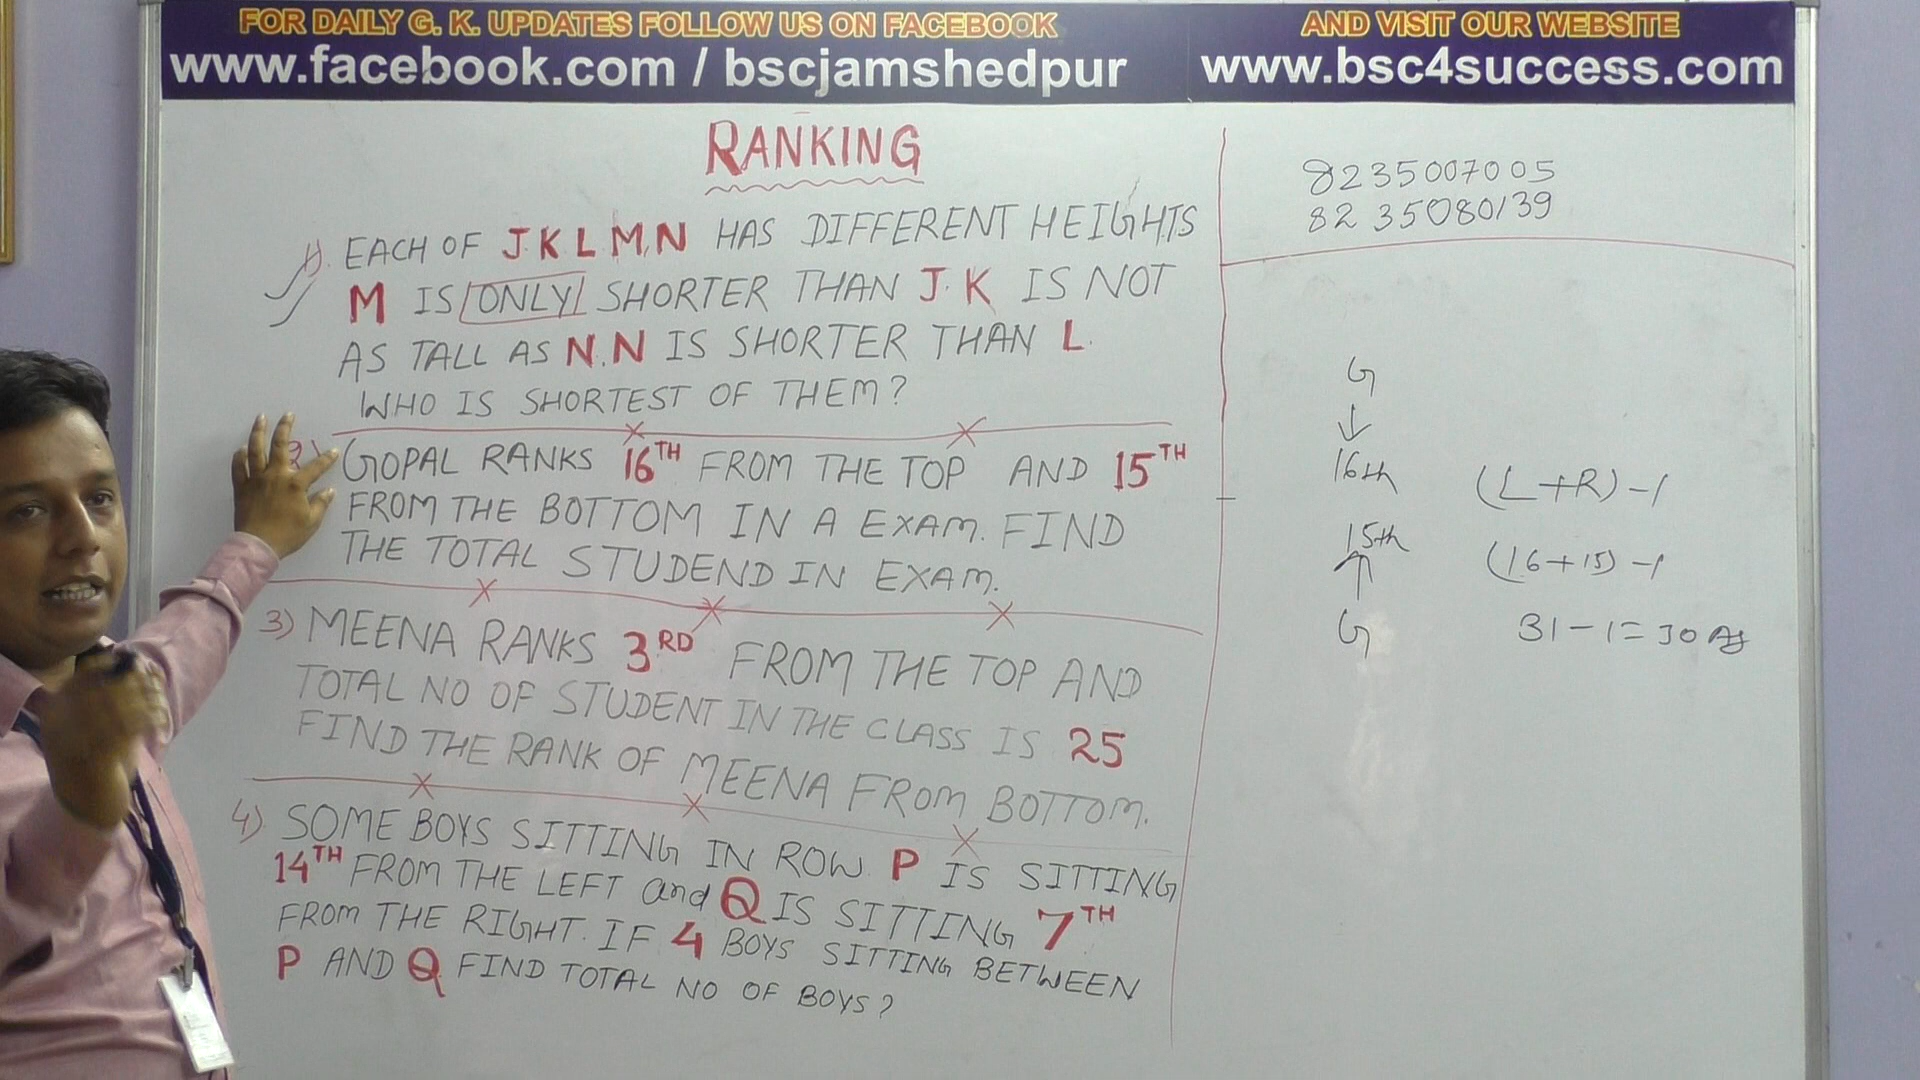 FOR DAILY G. K. UPDATES FOLLOW US ON FACEBOOK
www.facebook.com / bscjamshedpur
AND VISIT OUR WEBSITE
www.bsc4success.com
RANKING
1) EACH OF J.K L M,N HAS DIFFERENT HEIGHTS
M IS ONLY SHORTER THAN J. K IS NOT
AS TALL AS N. N IS SHORTER THAN L.
WHO IS SHORTEST OF THEM?
2) GOPAL RANKS 16TH FROM THE TOP AND 15TH
FROM THE BOTTOM IN A EXAM. FIND
THE TOTAL STUDEND IN EXAM.
3) MEENA RANKS 3RD FROM THE TOP AND
TOTAL NO OF STUDENT IN THE CLASS IS 25
FIND THE RANK OF MEENA FROM BOTTOM.
4) SOME BOYS SITTING IN ROW. P IS SITTING
14TH FROM THE LEFT and Q IS SITTING 7TH
FROM THE RIGHT. IF 4 BOYS SITTING BETWEEN
P AND Q FIND TOTAL NO OF BOYS?
8235007005
8235080139
G
↓
16th
15th
↑
G
(L+R)-1
(16+15)-1
31-1=30